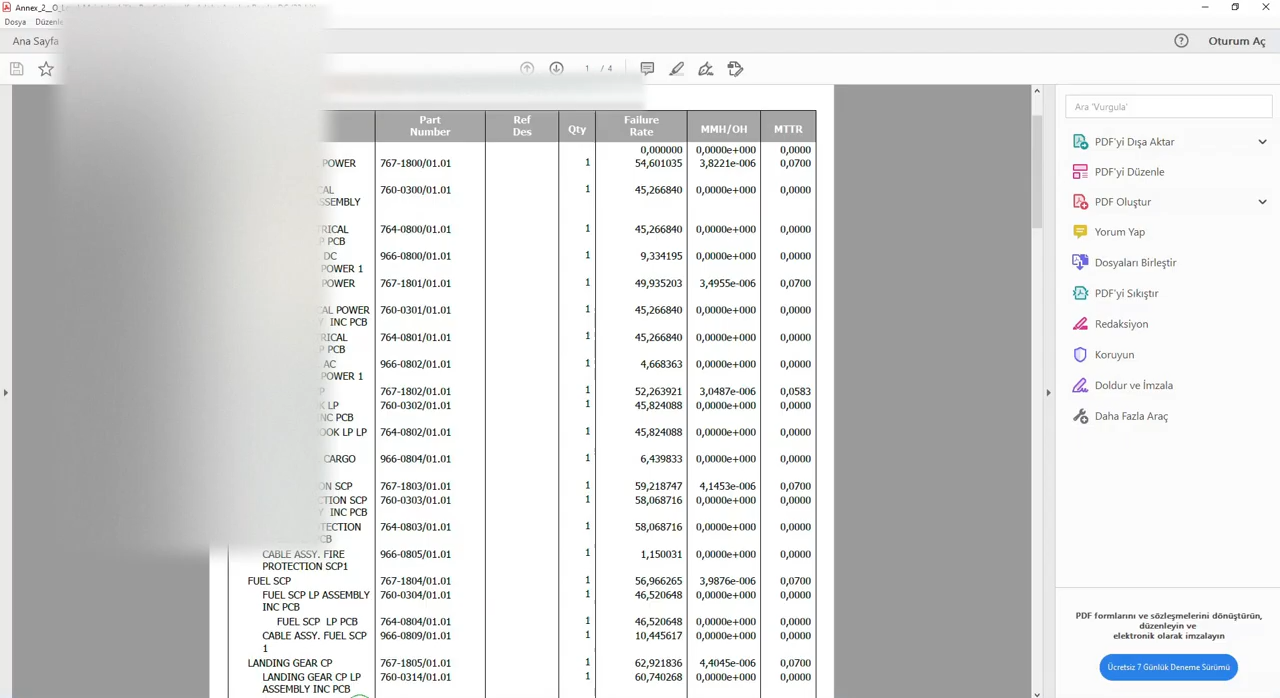 Annex_2__O_
Dosya Düzenle
Ana Sayfa
Oturum Aç
1 / 4
Ara 'Vurgula'
PDF'yi Dışa Aktar
PDF'yi Düzenle
PDF Oluştur
Yorum Yap
Dosyaları Birleştir
PDF'yi Sıkıştır
Redaksiyon
Koruyun
Doldur ve İmzala
Daha Fazla Araç
PDF formlarını ve sözleşmelerini dönüştürün,
düzenleyin ve
elektronik olarak imzalayın
Ücretsiz 7 Günlük Deneme Sürümü
Part Number Ref Des Qty Failure Rate MMH/OH MTTR
0,000000 0,0000e+000 0,0000
POWER 767-1800/01.01 1 54,601035 3,8221e-006 0,0700
760-0300/01.01 1 45,266840 0,0000e+000 0,0000
764-0800/01.01 1 45,266840 0,0000e+000 0,0000
P PCB
DC 966-0800/01.01 1 9,334195 0,0000e+000 0,0000
POWER 1
POWER 767-1801/01.01 1 49,935203 3,4955e-006 0,0700
POWER 760-0301/01.01 1 45,266840 0,0000e+000 0,0000
INC PCB
764-0801/01.01 1 45,266840 0,0000e+000 0,0000
P PCB
AC 966-0802/01.01 1 4,668363 0,0000e+000 0,0000
POWER 1
767-1802/01.01 1 52,263921 3,0487e-006 0,0583
LP 760-0302/01.01 1 45,824088 0,0000e+000 0,0000
INC PCB
LP LP 764-0802/01.01 1 45,824088 0,0000e+000 0,0000
CARGO 966-0804/01.01 1 6,439833 0,0000e+000 0,0000
SCP 767-1803/01.01 1 59,218747 4,1453e-006 0,0700
SCP 760-0303/01.01 1 58,068716 0,0000e+000 0,0000
INC PCB
764-0803/01.01 1 58,068716 0,0000e+000 0,0000
CABLE ASSY. FIRE 966-0805/01.01 1 1,150031 0,0000e+000 0,0000
PROTECTION SCP1
FUEL SCP 767-1804/01.01 1 56,966265 3,9876e-006 0,0700
FUEL SCP LP ASSEMBLY 760-0304/01.01 1 46,520648 0,0000e+000 0,0000
INC PCB
FUEL SCP LP PCB 764-0804/01.01 1 46,520648 0,0000e+000 0,0000
CABLE ASSY. FUEL SCP 966-0809/01.01 1 10,445617 0,0000e+000 0,0000
1
LANDING GEAR CP 767-1805/01.01 1 62,921836 4,4045e-006 0,0700
LANDING GEAR CP LP 760-0314/01.01 1 60,740268 0,0000e+000 0,0000
ASSEMBLY INC PCB